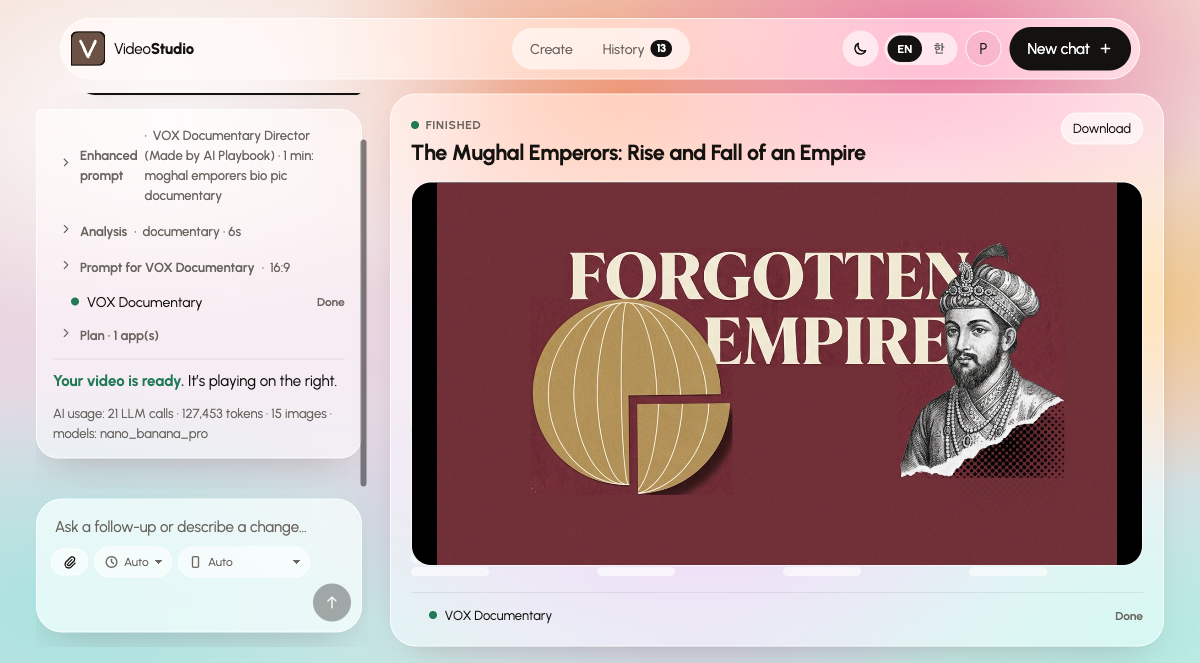 V VideoStudio
Create History 13
EN 한 P New chat +
Enhanced prompt
· VOX Documentary Director
(Made by AI Playbook) · 1 min:
moghal emporers bio pic
documentary
Analysis · documentary · 6s
Prompt for VOX Documentary · 16:9
VOX Documentary Done
Plan · 1 app(s)
Your video is ready. It's playing on the right.
AI usage: 21 LLM calls · 127,453 tokens · 15 images ·
models: nano_banana_pro
Ask a follow-up or describe a change...
Auto Auto
FINISHED
Download
The Mughal Emperors: Rise and Fall of an Empire
FORGOTTEN
EMPIRE
VOX Documentary Done